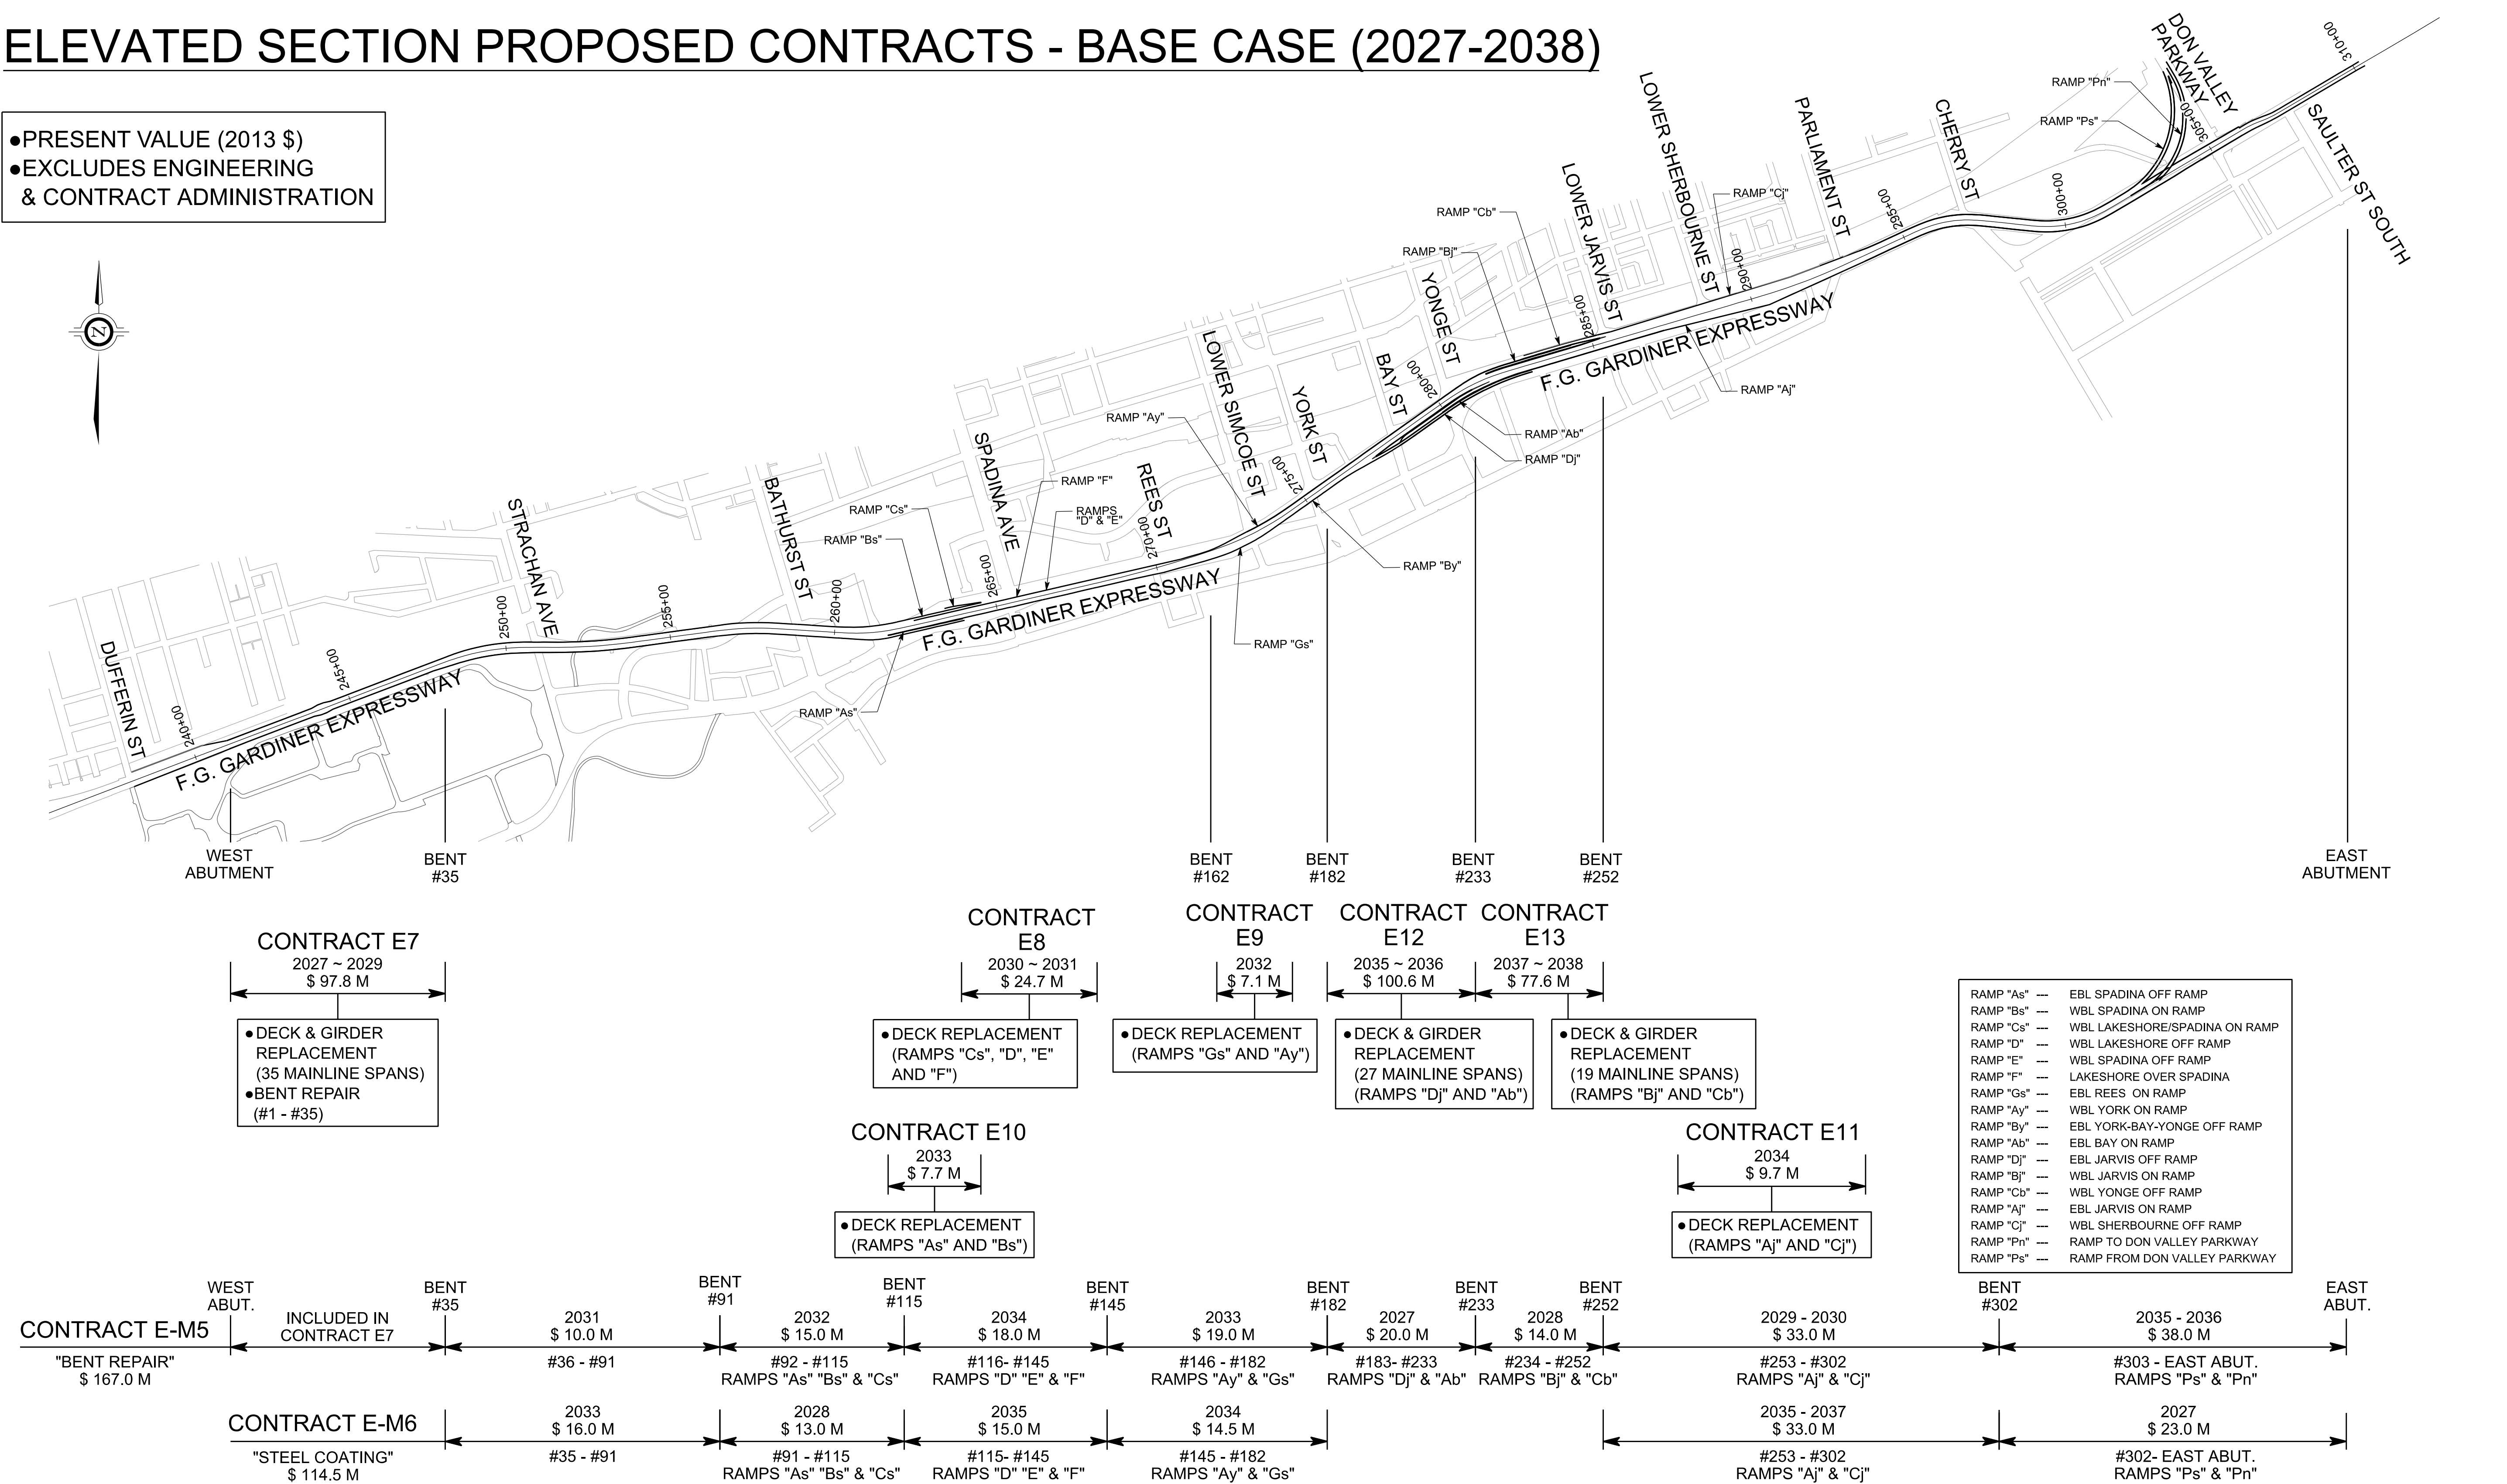 ELEVATED SECTION PROPOSED CONTRACTS - BASE CASE (2027-2038)
●PRESENT VALUE (2013 $)
●EXCLUDES ENGINEERING
& CONTRACT ADMINISTRATION
N
DUFFERIN ST
STRACHAN AVE
BATHURST ST
SPADINA AVE
REES ST
LOWER SIMCOE ST
YORK ST
BAY ST
YONGE ST
LOWER JARVIS ST
LOWER SHERBOURNE ST
PARLIAMENT ST
CHERRY ST
DON VALLEY
PARKWAY
SAULTER ST SOUTH
F.G. GARDINER EXPRESSWAY
F.G. GARDINER EXPRESSWAY
F.G. GARDINER EXPRESSWAY
240+00
245+00
250+00
255+00
260+00
265+00
270+00
275+00
280+00
285+00
290+00
295+00
300+00
305+00
310+00
RAMP "As"
RAMP "Bs"
RAMP "Cs"
RAMP "F"
RAMPS
"D" & "E"
RAMP "Ay"
RAMP "Gs"
RAMP "By"
RAMP "Ab"
RAMP "Dj"
RAMP "Bj"
RAMP "Cb"
RAMP "Cj"
RAMP "Aj"
RAMP "Pn"
RAMP "Ps"
WEST
ABUTMENT
BENT
#35
BENT
#162
BENT
#182
BENT
#233
BENT
#252
EAST
ABUTMENT
CONTRACT E7
2027 ~ 2029
$ 97.8 M
●DECK & GIRDER
REPLACEMENT
(35 MAINLINE SPANS)
●BENT REPAIR
(#1 - #35)
CONTRACT
E8
2030 ~ 2031
$ 24.7 M
●DECK REPLACEMENT
(RAMPS "Cs", "D", "E"
AND "F")
CONTRACT
E9
2032
$ 7.1 M
●DECK REPLACEMENT
(RAMPS "Gs" AND "Ay")
CONTRACT
E12
2035 ~ 2036
$ 100.6 M
●DECK & GIRDER
REPLACEMENT
(27 MAINLINE SPANS)
(RAMPS "Dj" AND "Ab")
CONTRACT
E13
2037 ~ 2038
$ 77.6 M
●DECK & GIRDER
REPLACEMENT
(19 MAINLINE SPANS)
(RAMPS "Bj" AND "Cb")
CONTRACT E10
2033
$ 7.7 M
●DECK REPLACEMENT
(RAMPS "As" AND "Bs")
CONTRACT E11
2034
$ 9.7 M
●DECK REPLACEMENT
(RAMPS "Aj" AND "Cj")
RAMP "As" --- EBL SPADINA OFF RAMP
RAMP "Bs" --- WBL SPADINA ON RAMP
RAMP "Cs" --- WBL LAKESHORE/SPADINA ON RAMP
RAMP "D" --- WBL LAKESHORE OFF RAMP
RAMP "E" --- WBL SPADINA OFF RAMP
RAMP "F" --- LAKESHORE OVER SPADINA
RAMP "Gs" --- EBL REES ON RAMP
RAMP "Ay" --- WBL YORK ON RAMP
RAMP "By" --- EBL YORK-BAY-YONGE OFF RAMP
RAMP "Ab" --- EBL BAY ON RAMP
RAMP "Dj" --- EBL JARVIS OFF RAMP
RAMP "Bj" --- WBL JARVIS ON RAMP
RAMP "Cb" --- WBL YONGE OFF RAMP
RAMP "Aj" --- EBL JARVIS ON RAMP
RAMP "Cj" --- WBL SHERBOURNE OFF RAMP
RAMP "Pn" --- RAMP TO DON VALLEY PARKWAY
RAMP "Ps" --- RAMP FROM DON VALLEY PARKWAY
CONTRACT E-M5
"BENT REPAIR"
$ 167.0 M
WEST
ABUT.
INCLUDED IN
CONTRACT E7
BENT
#35
2031
$ 10.0 M
#36 - #91
BENT
#91
2032
$ 15.0 M
#92 - #115
RAMPS "As" "Bs" & "Cs"
BENT
#115
2034
$ 18.0 M
#116- #145
RAMPS "D" "E" & "F"
BENT
#145
2033
$ 19.0 M
#146 - #182
RAMPS "Ay" & "Gs"
BENT
#182
2027
$ 20.0 M
#183- #233
RAMPS "Dj" & "Ab"
BENT
#233
2028
$ 14.0 M
#234 - #252
RAMPS "Bj" & "Cb"
BENT
#252
2029 - 2030
$ 33.0 M
#253 - #302
RAMPS "Aj" & "Cj"
BENT
#302
2035 - 2036
$ 38.0 M
#303 - EAST ABUT.
RAMPS "Ps" & "Pn"
EAST
ABUT.
CONTRACT E-M6
"STEEL COATING"
$ 114.5 M
2033
$ 16.0 M
#35 - #91
2028
$ 13.0 M
#91 - #115
RAMPS "As" "Bs" & "Cs"
2035
$ 15.0 M
#115- #145
RAMPS "D" "E" & "F"
2034
$ 14.5 M
#145 - #182
RAMPS "Ay" & "Gs"
2035 - 2037
$ 33.0 M
#253 - #302
RAMPS "Aj" & "Cj"
2027
$ 23.0 M
#302- EAST ABUT.
RAMPS "Ps" & "Pn"